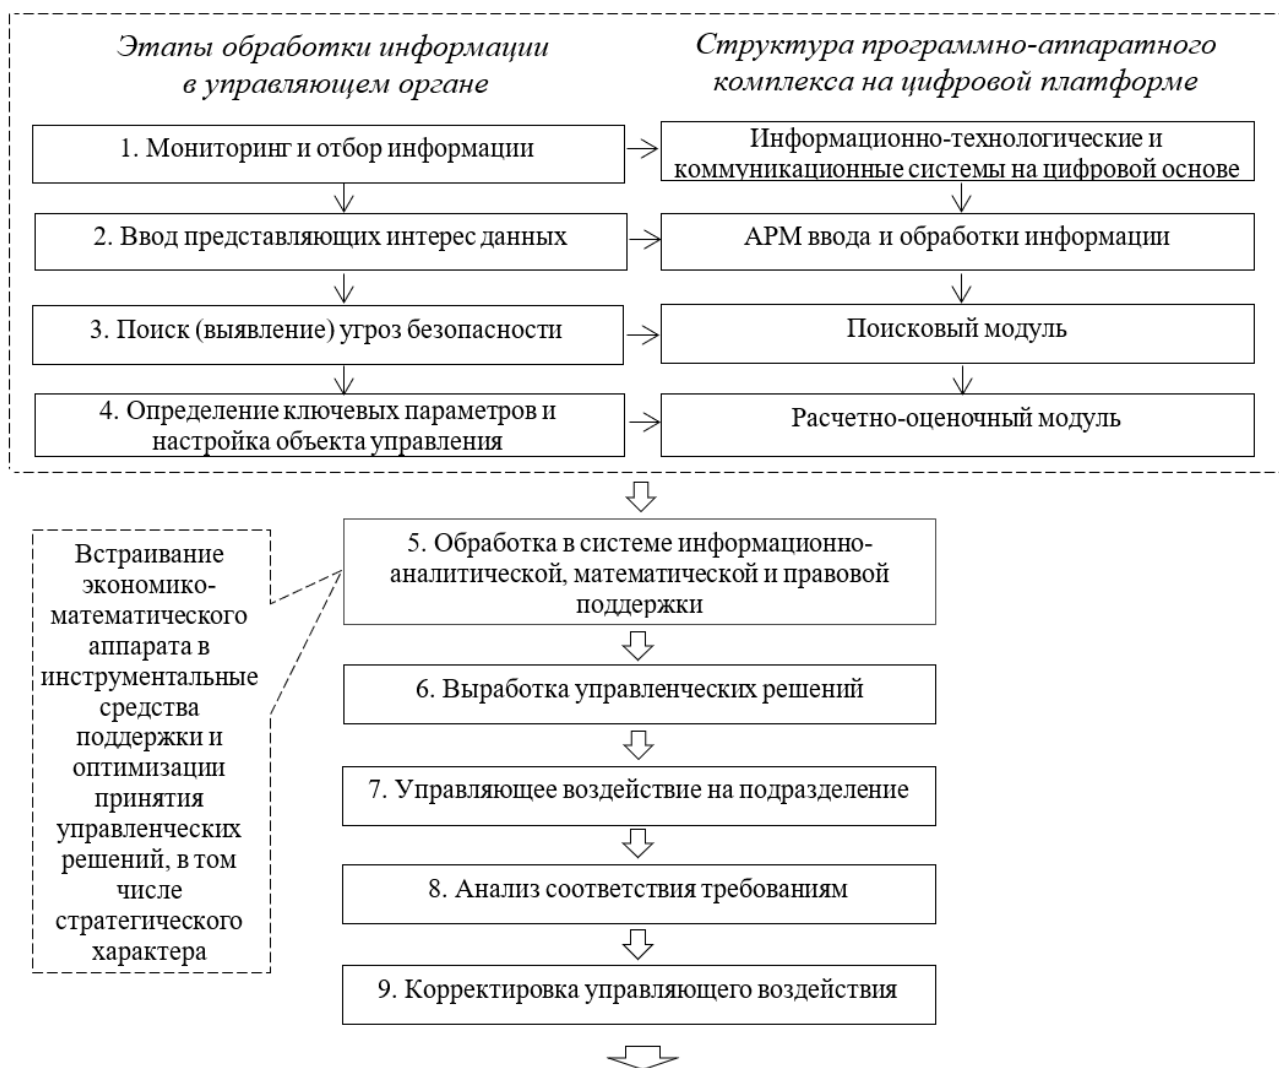 Этапы обработки информации
в управляющем органе
Структура программно-аппаратного
комплекса на цифровой платформе
1. Мониторинг и отбор информации
Информационно-технологические и
коммуникационные системы на цифровой основе
2. Ввод представляющих интерес данных
АРМ ввода и обработки информации
3. Поиск (выявление) угроз безопасности
Поисковый модуль
4. Определение ключевых параметров и
настройка объекта управления
Расчетно-оценочный модуль
5. Обработка в системе информационно-
аналитической, математической и правовой
поддержки
Встраивание
экономико-
математического
аппарата в
инструментальные
средства
поддержки и
оптимизации
принятия
управленческих
решений, в том
числе
стратегического
характера
6. Выработка управленческих решений
7. Управляющее воздействие на подразделение
8. Анализ соответствия требованиям
9. Корректировка управляющего воздействия